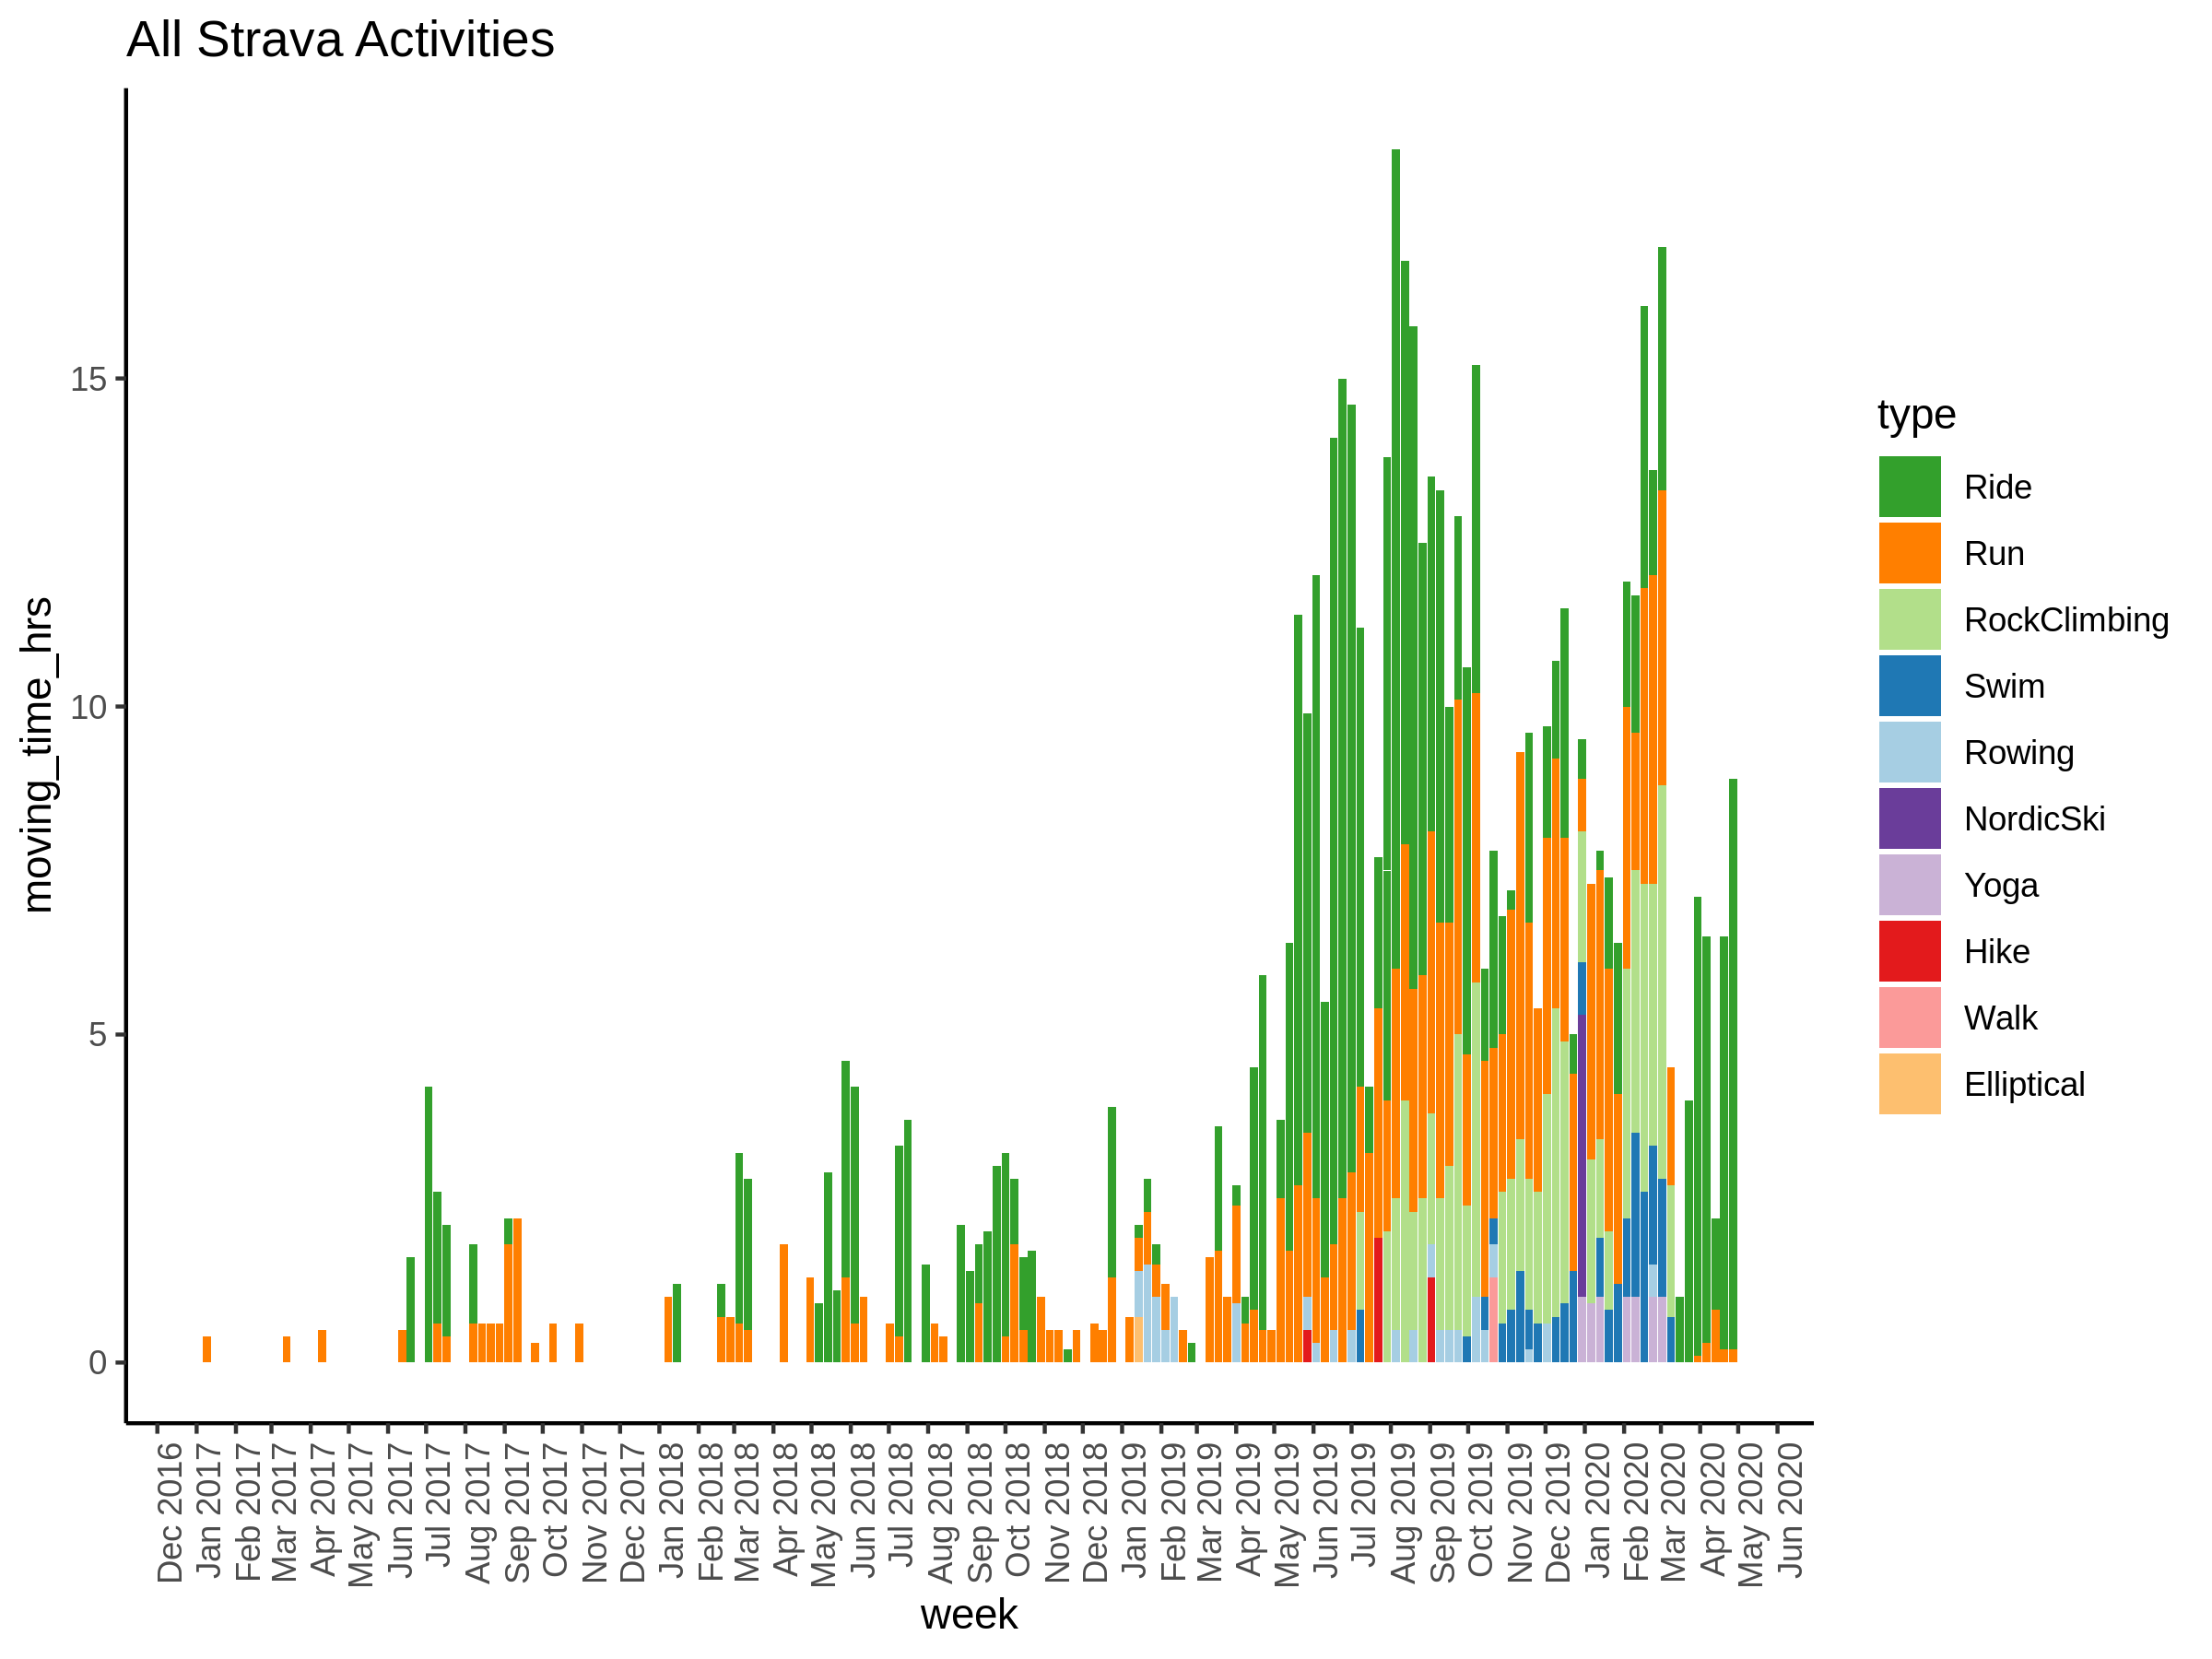 All Strava Activities
moving_time_hrs
15
10
5
0
Dec 2016
Jan 2017
Feb 2017
Mar 2017
Apr 2017
May 2017
Jun 2017
Jul 2017
Aug 2017
Sep 2017
Oct 2017
Nov 2017
Dec 2017
Jan 2018
Feb 2018
Mar 2018
Apr 2018
May 2018
Jun 2018
Jul 2018
Aug 2018
Sep 2018
Oct 2018
Nov 2018
Dec 2018
Jan 2019
Feb 2019
Mar 2019
Apr 2019
May 2019
Jun 2019
Jul 2019
Aug 2019
Sep 2019
Oct 2019
Nov 2019
Dec 2019
Jan 2020
Feb 2020
Mar 2020
Apr 2020
May 2020
Jun 2020
week
type
Ride
Run
RockClimbing
Swim
Rowing
NordicSki
Yoga
Hike
Walk
Elliptical